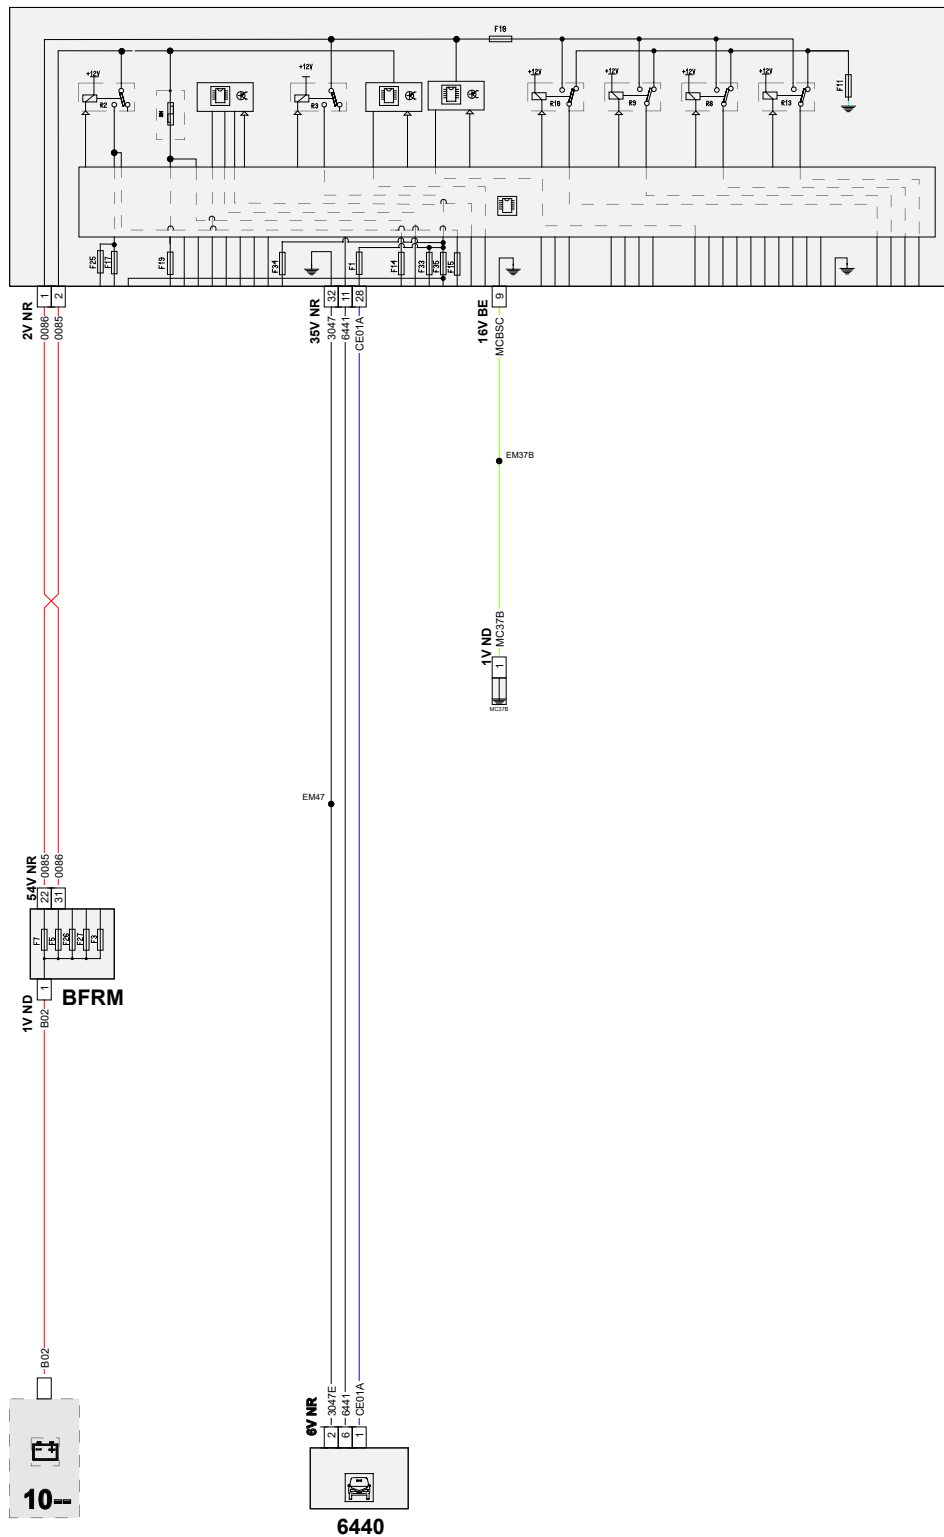 F18
+12V
+12V
+12V
+12V
+12V
+12V
R2
R3
R10
R9
R8
R13
F11
F25
F17
F19
F34
F1
F14
F33
F36
F15
2V NR
1
2
0086
0085
35V NR
32
11
28
3047
6441
CE01A
16V BE
9
MCBSC
EM37B
MC37B
1V ND
1
MC37B
EM47
54V NR
0085
0086
22
31
F7
F5
F26
F27
F3
1
BFRM
1V ND
B02
B02
6V NR
3047E
6441
CE01A
2
6
1
10--
6440